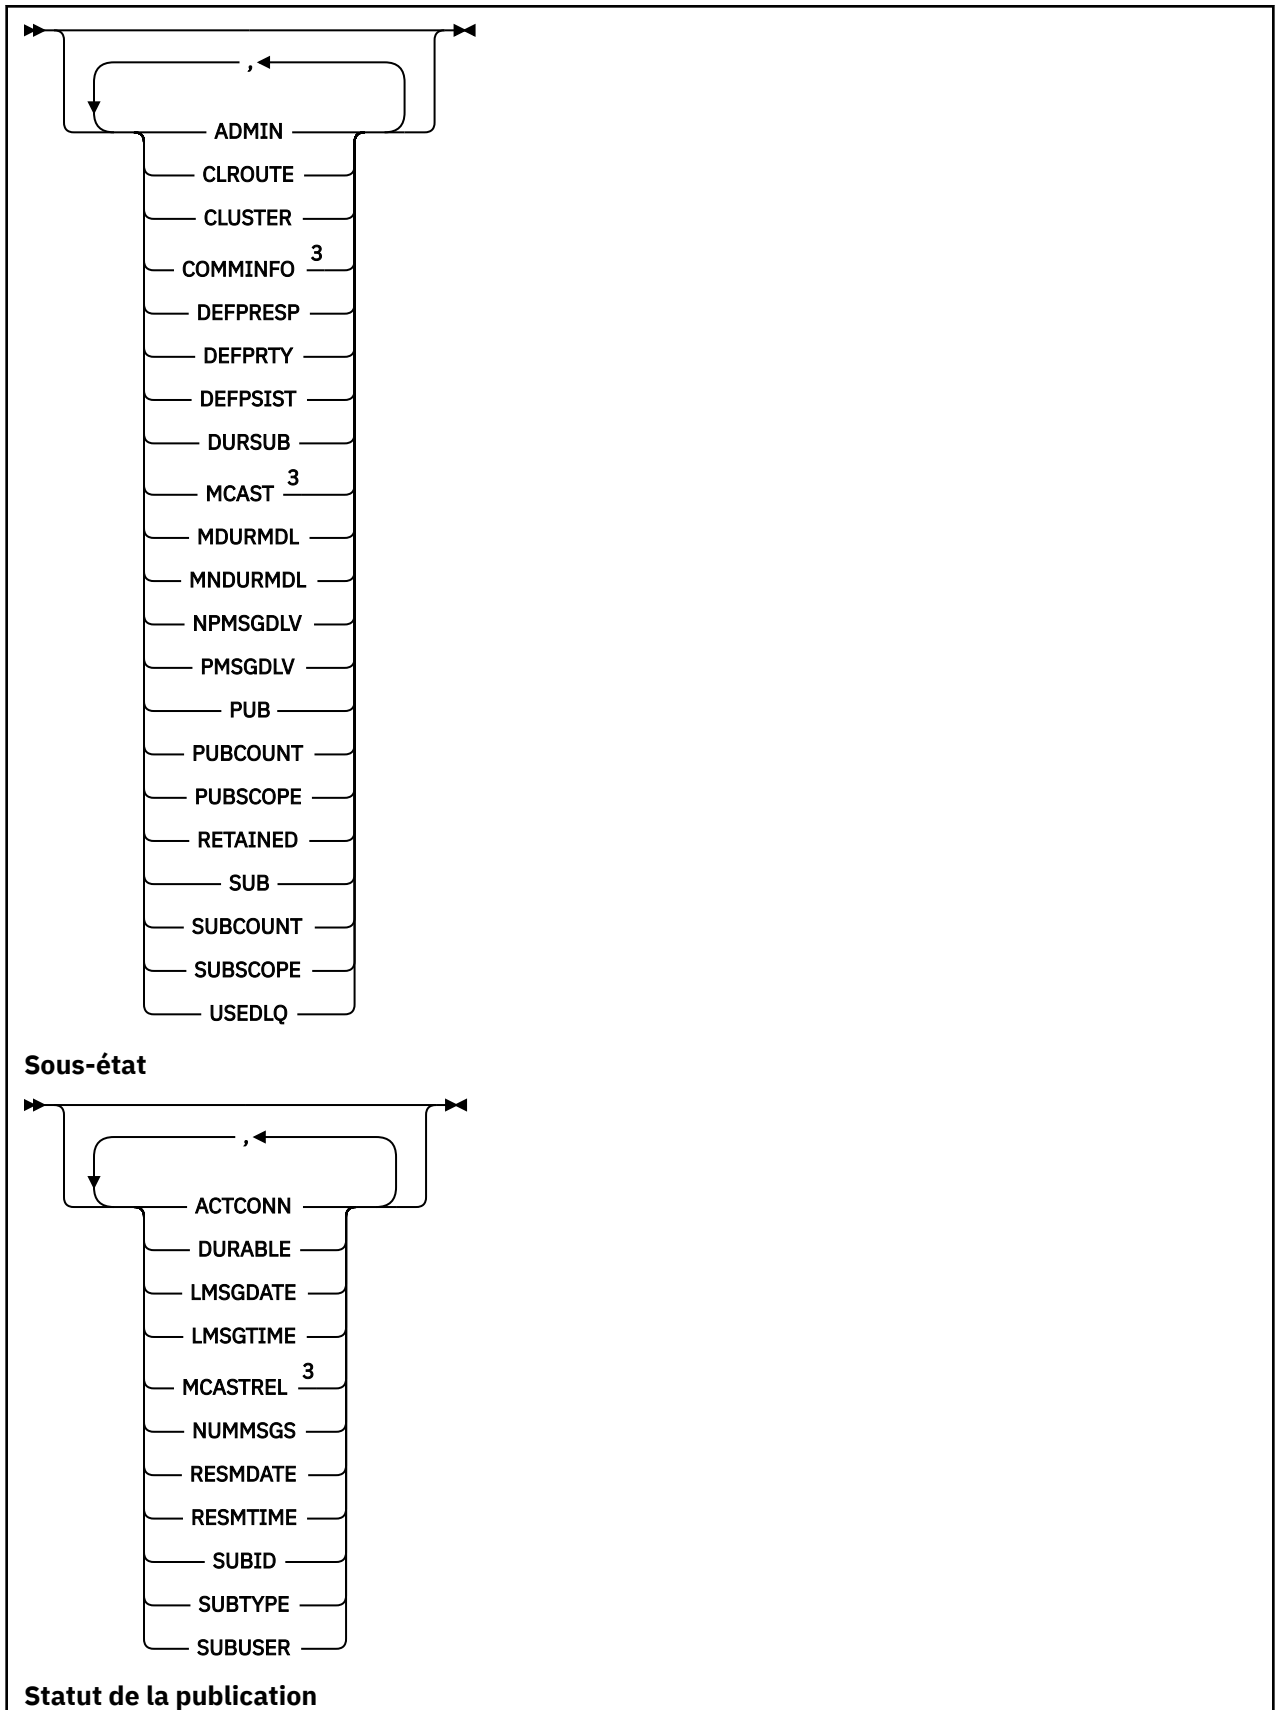 ,
ADMIN
CLROUTE
CLUSTER
COMMINFO 3
DEFPRESP
DEFPRTY
DEFPSIST
DURSUB
MCAST 3
MDURMDL
MNDURMDL
NPMSGDLV
PMSGDLV
PUB
PUBCOUNT
PUBSCOPE
RETAINED
SUB
SUBCOUNT
SUBSCOPE
USEDLQ
Sous-état
,
ACTCONN
DURABLE
LMSGDATE
LMSGTIME
MCASTREL 3
NUMMSGS
RESMDATE
RESMTIME
SUBID
SUBTYPE
SUBUSER
Statut de la publication